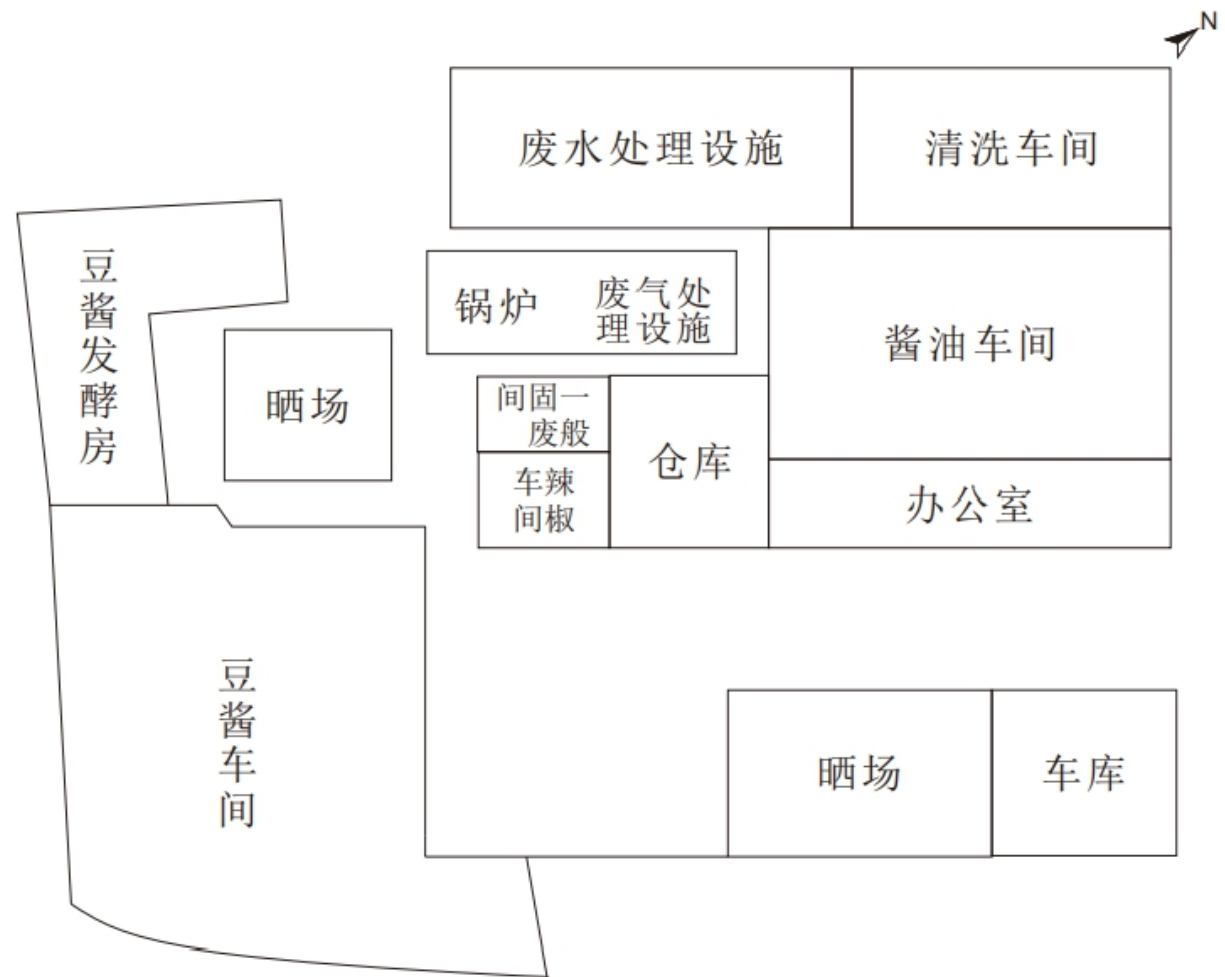 N
废水处理设施
清洗车间
豆酱发酵房
锅炉
废气处
理设施
酱油车间
晒场
间固一
废般
仓库
车辣
间椒
办公室
豆酱车间
晒场
车库